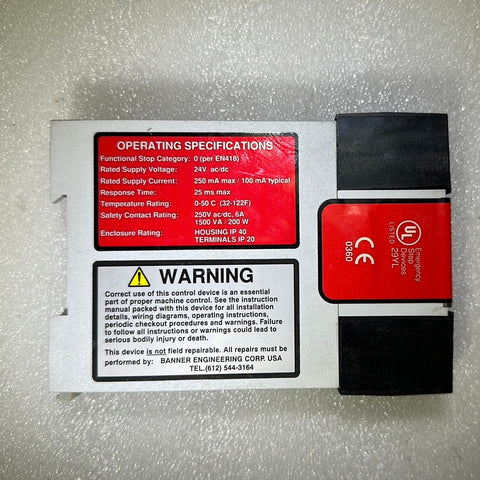 OPERATING SPECIFICATIONS
Functional Stop Category: 0 (per EN418)
Rated Supply Voltage: 24V ac/dc
Rated Supply Current: 250 mA max / 100 mA typical
Response Time: 25 ms max
Temperature Rating: 0-50 C (32-122F)
Safety Contact Rating: 250V ac/dc, 6A
1500 VA / 200 W
Enclosure Rating: HOUSING IP 40
TERMINALS IP 20
WARNING
Correct use of this control device is an essential
part of proper machine control. See the instruction
manual packed with this device for all installation
details, wiring diagrams, operating instructions,
periodic checkout procedures and warnings. Failure
to follow all instructions or warnings could lead to
serious bodily injury or death.
This device is not field repairable. All repairs must be
performed by: BANNER ENGINEERING CORP. USA
TEL.(612) 544-3164
UL
LISTED
Emergency
Stop
Devices
29YL
CE
0360